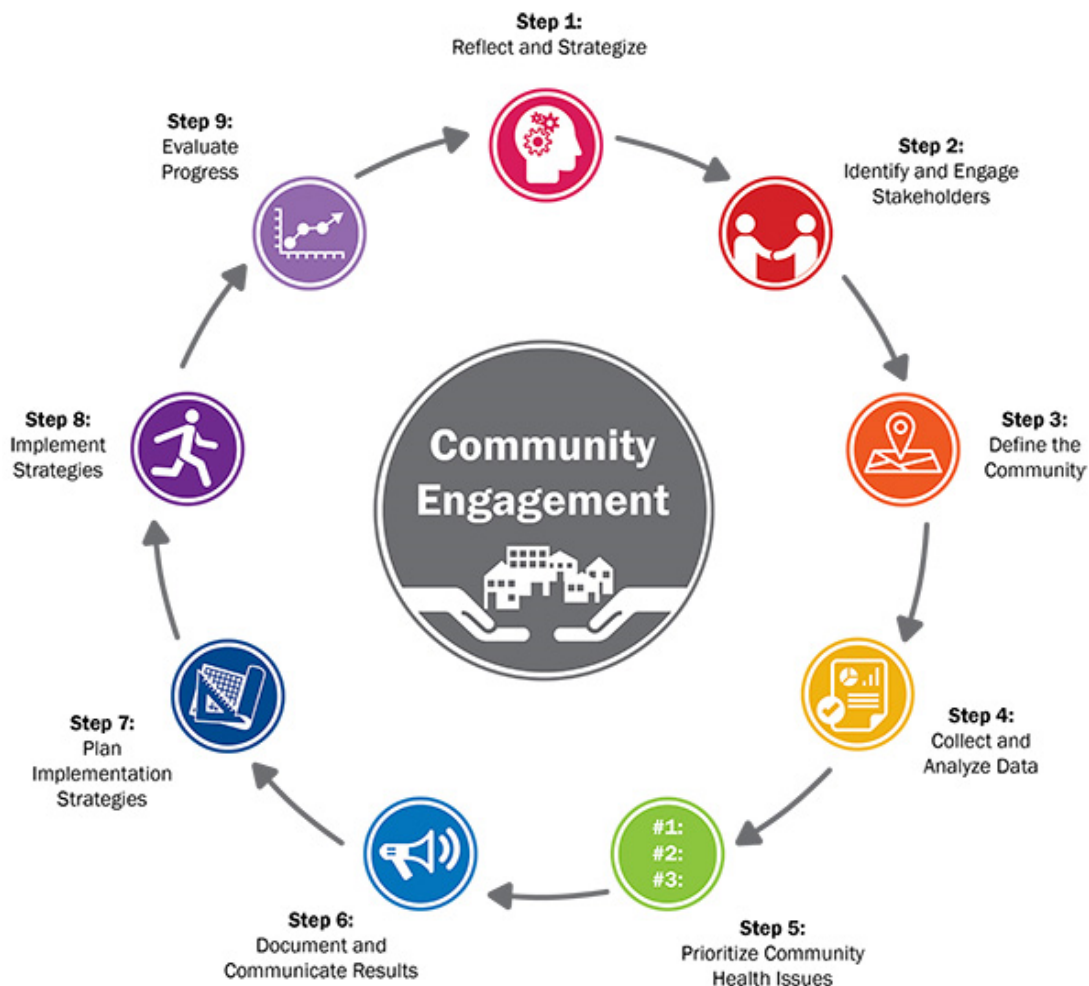 Step 1:
Reflect and Strategize
Step 2:
Identify and Engage
Stakeholders
Step 3:
Define the
Community
Step 4:
Collect and
Analyze Data
#1:
#2:
#3:
Step 5:
Prioritize Community
Health Issues
Step 6:
Document and
Communicate Results
Step 7:
Plan
Implementation
Strategies
Step 8:
Implement
Strategies
Step 9:
Evaluate
Progress
Community
Engagement